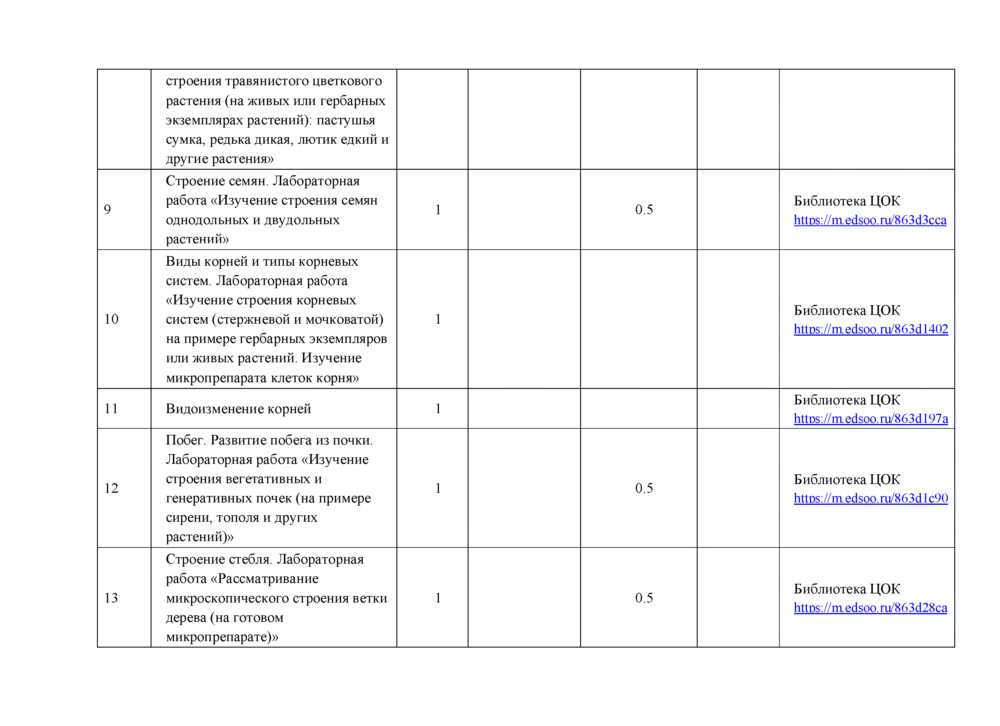 строения травянистого цветкового
растения (на живых или гербарных
экземплярах растений): пастушья
сумка, редька дикая, лютик едкий и
другие растения»
9
Строение семян. Лабораторная
работа «Изучение строения семян
однодольных и двудольных
растений»
1
0.5
Библиотека ЦОК
https://m.edsoo.ru/863d3cca
10
Виды корней и типы корневых
систем. Лабораторная работа
«Изучение строения корневых
систем (стержневой и мочковатой)
на примере гербарных экземпляров
или живых растений. Изучение
микропрепарата клеток корня»
1
Библиотека ЦОК
https://m.edsoo.ru/863d1402
11
Видоизменение корней
1
Библиотека ЦОК
https://m.edsoo.ru/863d197a
12
Побег. Развитие побега из почки.
Лабораторная работа «Изучение
строения вегетативных и
генеративных почек (на примере
сирени, тополя и других
растений)»
1
0.5
Библиотека ЦОК
https://m.edsoo.ru/863d1c90
13
Строение стебля. Лабораторная
работа «Рассматривание
микроскопического строения ветки
дерева (на готовом
микропрепарате)»
1
0.5
Библиотека ЦОК
https://m.edsoo.ru/863d28ca